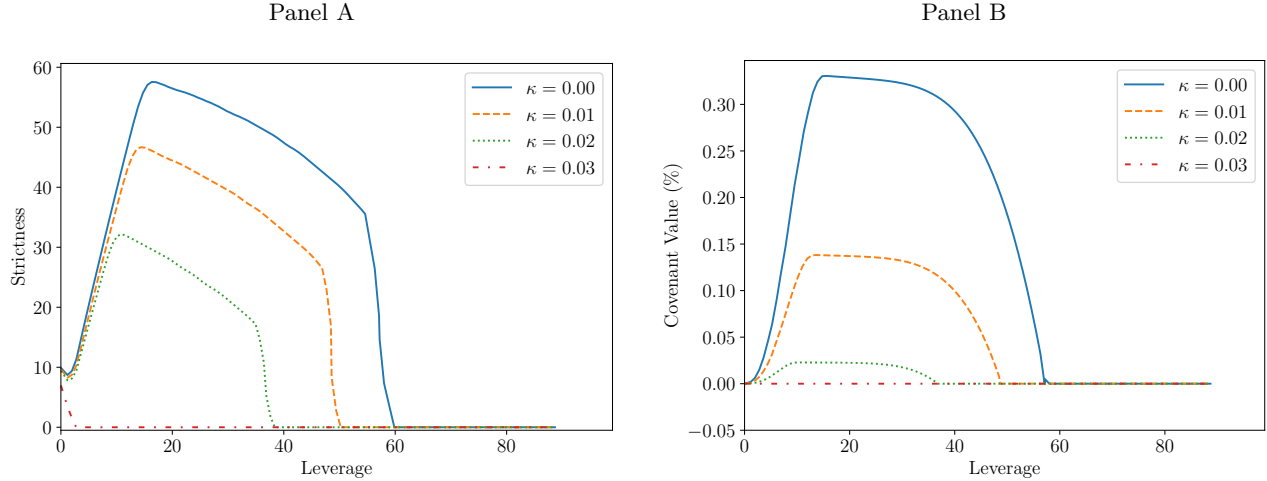 Panel A
60
50
40
30
20
10
0
Strictness
0 20 40 60 80
Leverage
κ = 0.00
κ = 0.01
κ = 0.02
κ = 0.03
Panel B
0.30
0.25
0.20
0.15
0.10
0.05
0.00
−0.05
Covenant Value (%)
0 20 40 60 80
Leverage
κ = 0.00
κ = 0.01
κ = 0.02
κ = 0.03